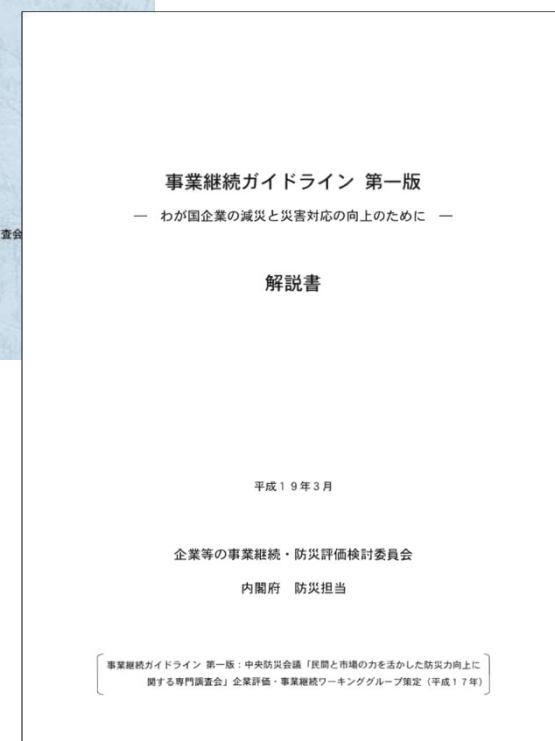 査会
事業継続ガイドライン 第一版
― わが国企業の減災と災害対応の向上のために ―
解説書
平成19年3月
企業等の事業継続・防災評価検討委員会
内閣府 防災担当
事業継続ガイドライン 第一版：中央防災会議「民間と市場の力を活かした防災力向上に
関する専門調査会」企業評価・事業継続ワーキンググループ策定（平成17年）